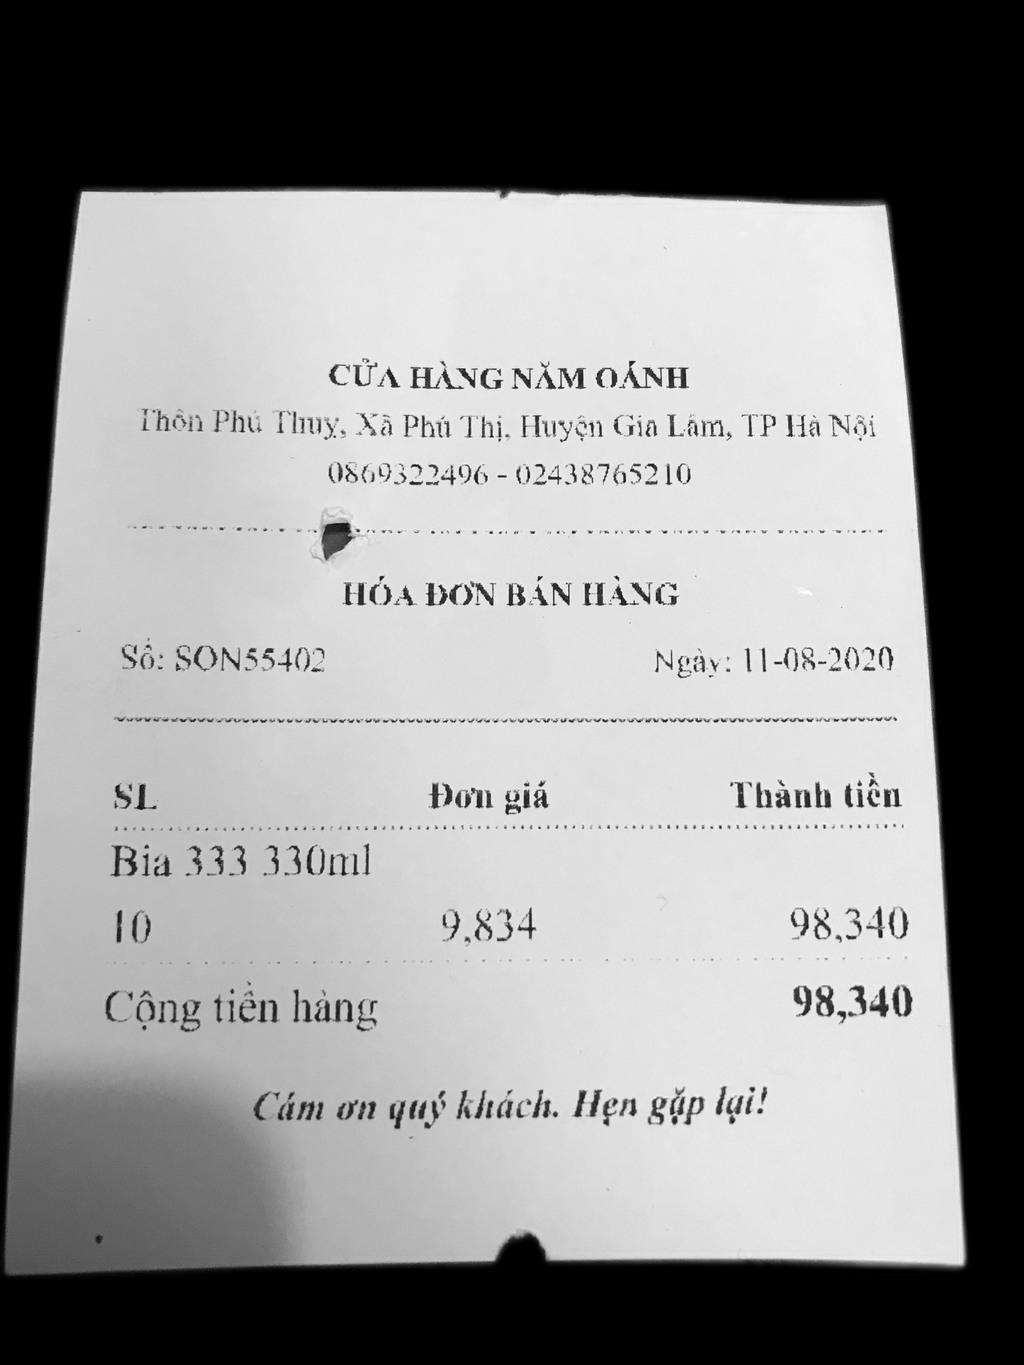 CỬA HÀNG NĂM OÁNH
Thôn Phú Thụy, Xã Phú Thị, Huyện Gia Lâm, TP Hà Nội
0869322496 - 02438765210
HÓA ĐƠN BÁN HÀNG
Số: SON55402 Ngày: 11-08-2020
SL Đơn giá Thành tiền
Bia 333 330ml
10 9,834 98,340
Cộng tiền hàng 98,340
Cám ơn quý khách. Hẹn gặp lại!